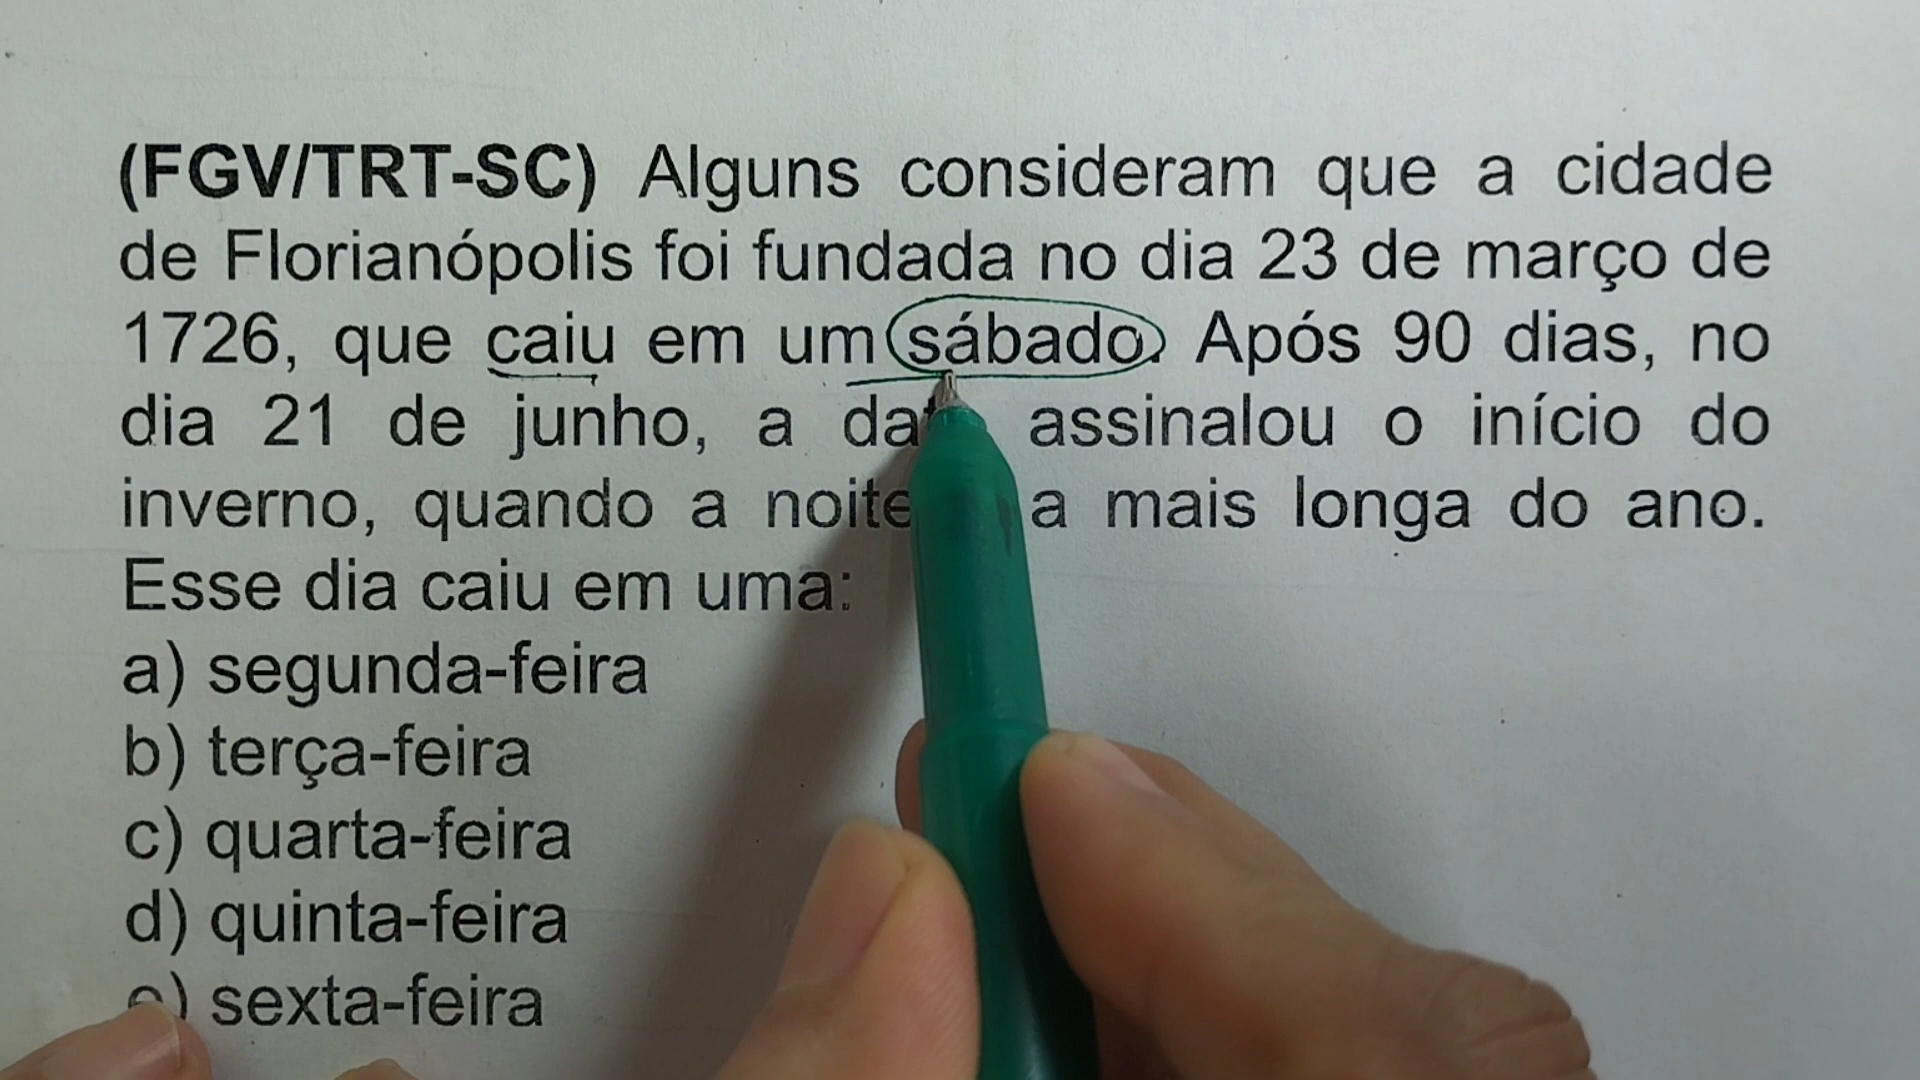 (FGV/TRT-SC) Alguns consideram que a cidade
de Florianópolis foi fundada no dia 23 de março de
1726, que caiu em um sábado. Após 90 dias, no
dia 21 de junho, a assinalou o início do
inverno, quando a noite a mais longa do ano.
Esse dia caiu em uma:
a) segunda-feira
b) terça-feira
c) quarta-feira
d) quinta-feira
e) sexta-feira